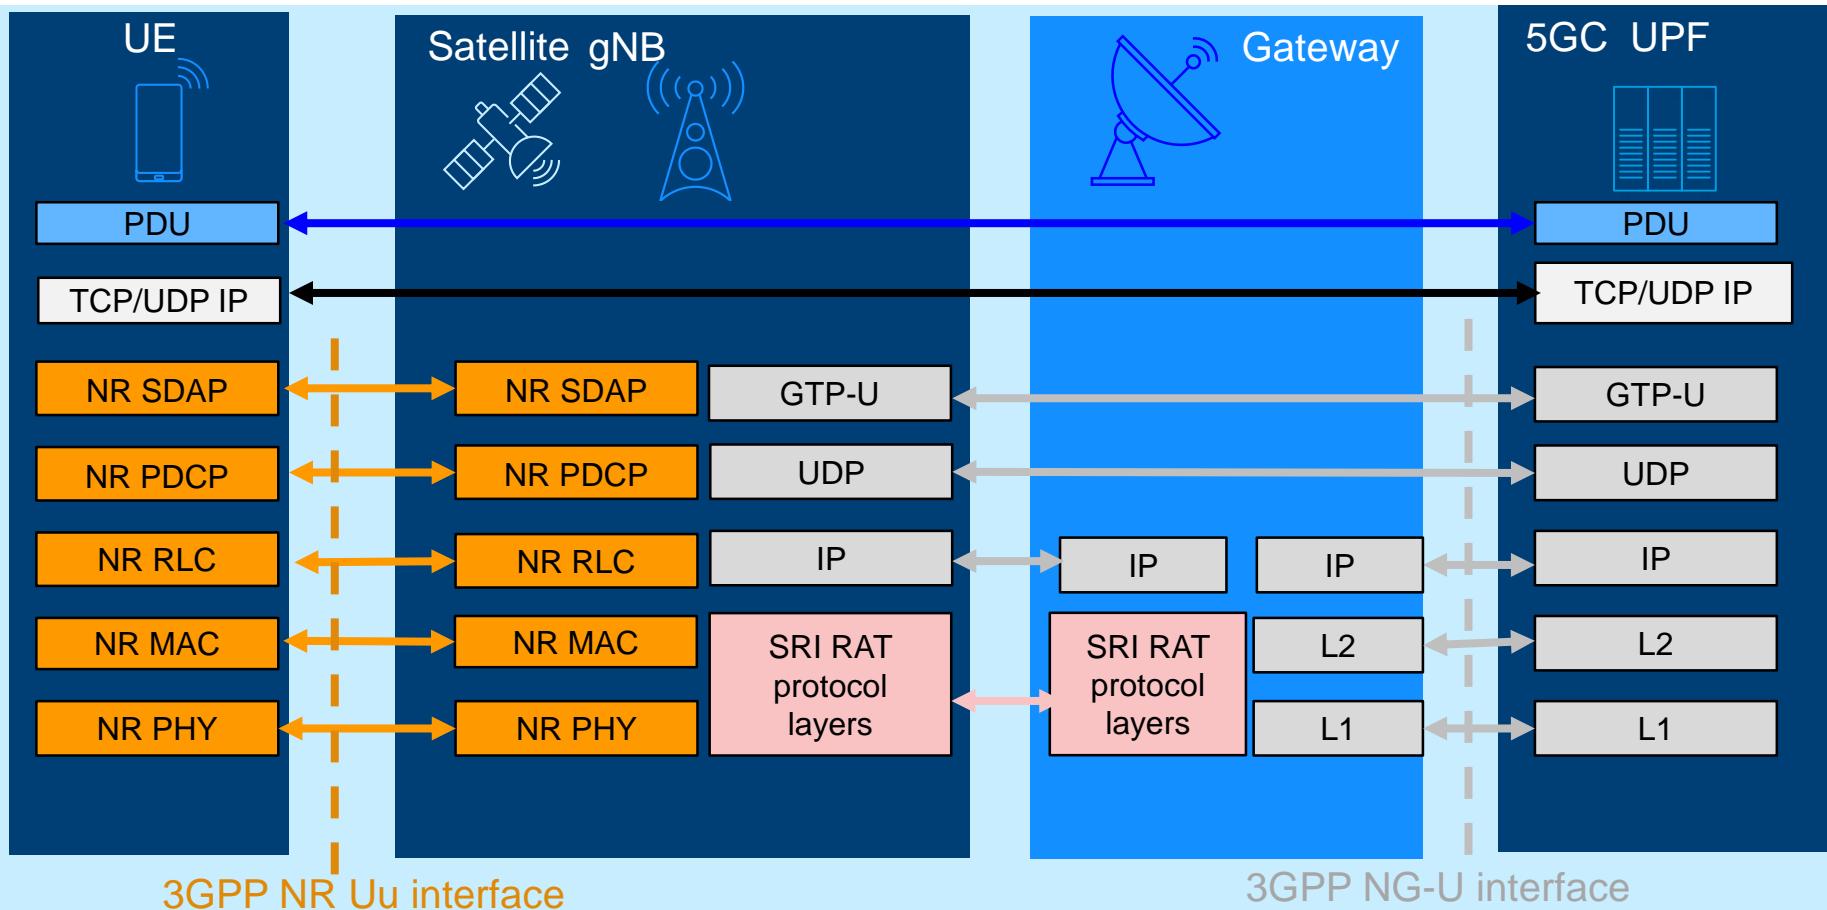 UE
Satellite gNB
Gateway
5GC UPF
PDU
PDU
TCP/UDP IP
TCP/UDP IP
NR SDAP
NR SDAP
GTP-U
GTP-U
NR PDCP
NR PDCP
UDP
UDP
NR RLC
NR RLC
IP
IP
IP
IP
NR MAC
NR MAC
SRI RAT
protocol
layers
SRI RAT
protocol
layers
L2
L2
NR PHY
NR PHY
L1
L1
3GPP NR Uu interface
3GPP NG-U interface